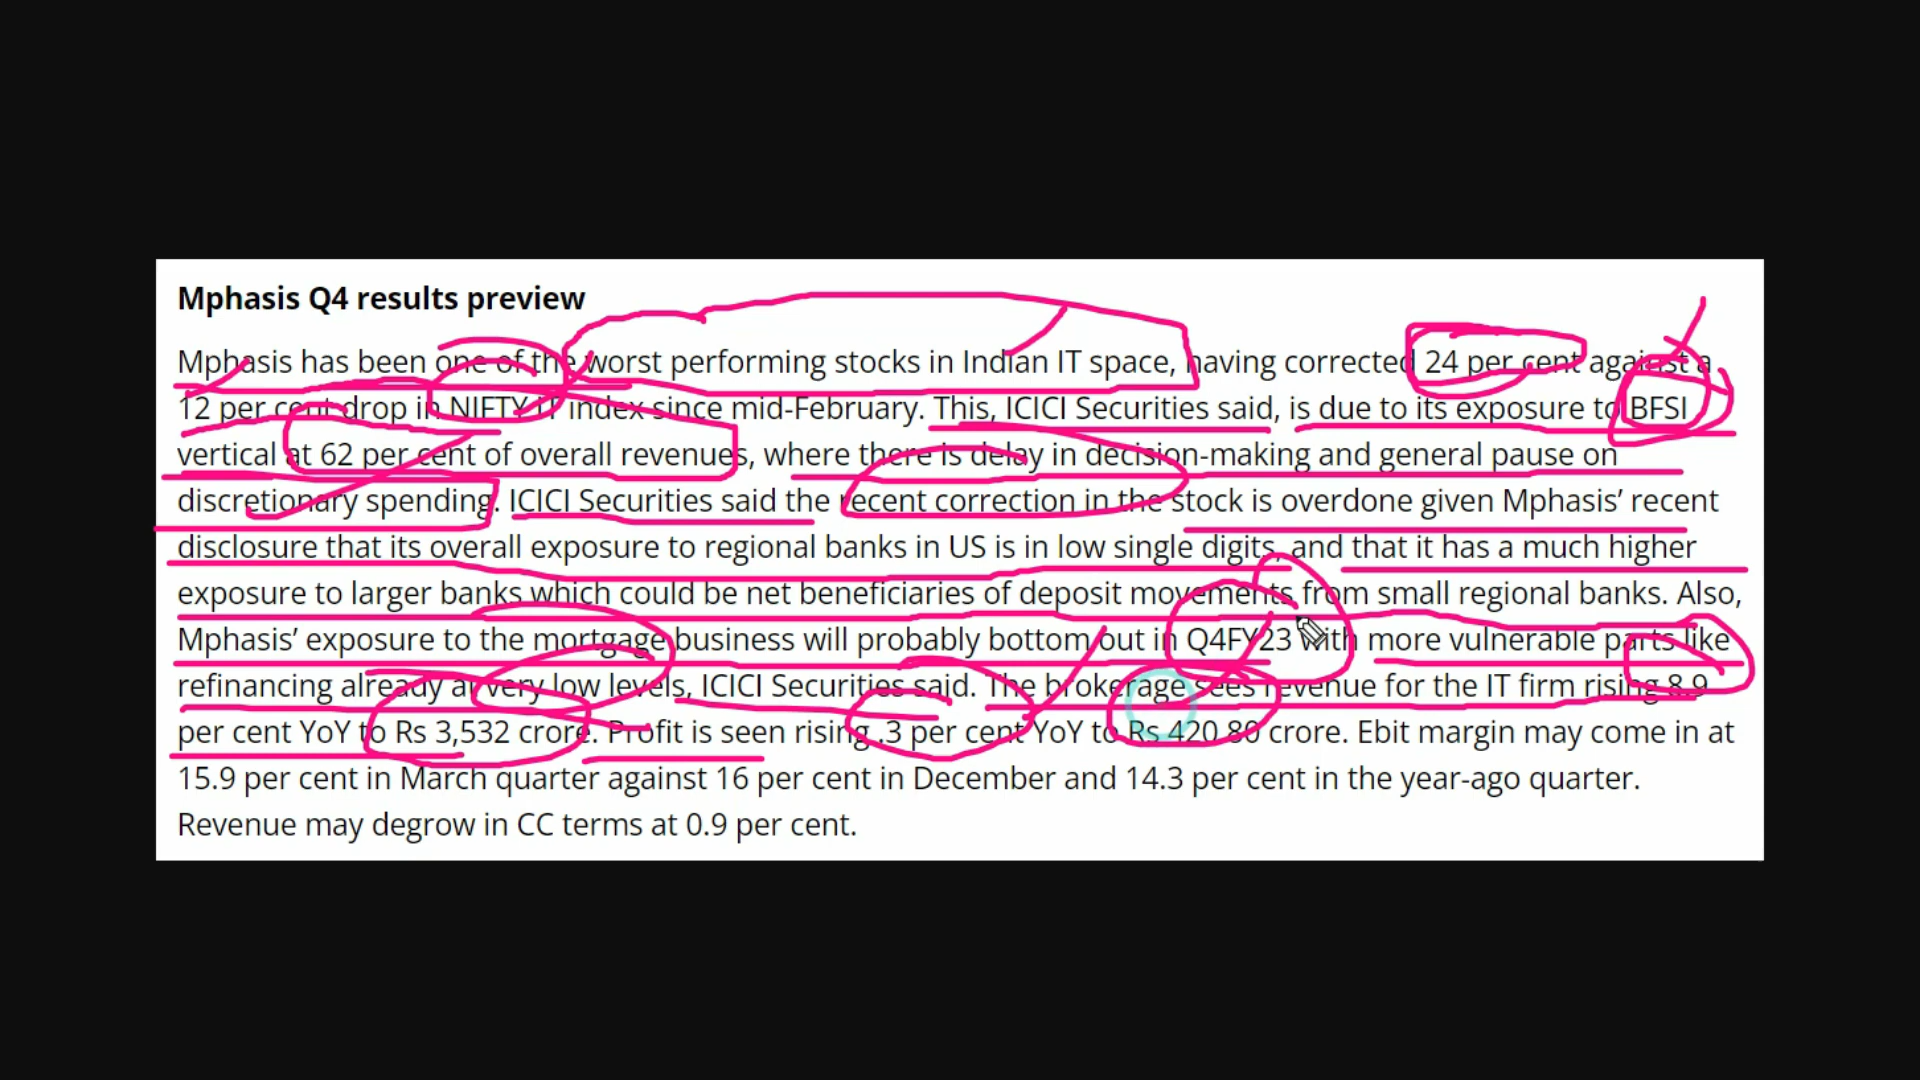 Mphasis Q4 results preview
Mphasis has been one of the worst performing stocks in Indian IT space, having corrected 24 per cent against a
12 per cent drop in NIFTY IT index since mid-February. This, ICICI Securities said, is due to its exposure to BFSI
vertical at 62 per cent of overall revenues, where there is delay in decision-making and general pause on
discretionary spending. ICICI Securities said the recent correction in the stock is overdone given Mphasis’ recent
disclosure that its overall exposure to regional banks in US is in low single digits, and that it has a much higher
exposure to larger banks which could be net beneficiaries of deposit movements from small regional banks. Also,
Mphasis’ exposure to the mortgage business will probably bottom out in Q4FY23 with more vulnerable parts like
refinancing already at very low levels, ICICI Securities said. The brokerage sees revenue for the IT firm rising 8.9
per cent YoY to Rs 3,532 crore. Profit is seen rising .3 per cent YoY to Rs 420.80 crore. Ebit margin may come in at
15.9 per cent in March quarter against 16 per cent in December and 14.3 per cent in the year-ago quarter.
Revenue may degrow in CC terms at 0.9 per cent.